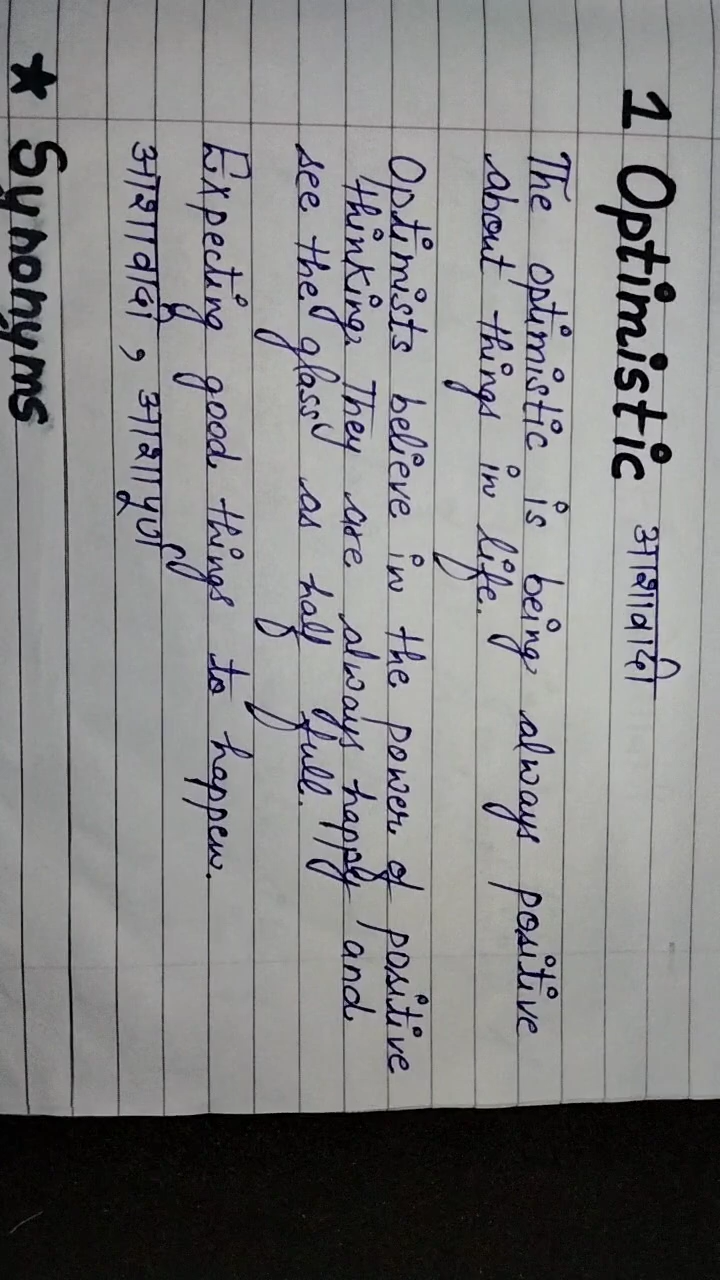 1 Optimistic आशावादी
The optimistic is being always positive
about things in life.
Optimists believe in the power of positive
thinking. They are always happy and
see the glass as half full.
Expecting good things to happen.
आशावादी, आशापूर्ण
★ Synonyms